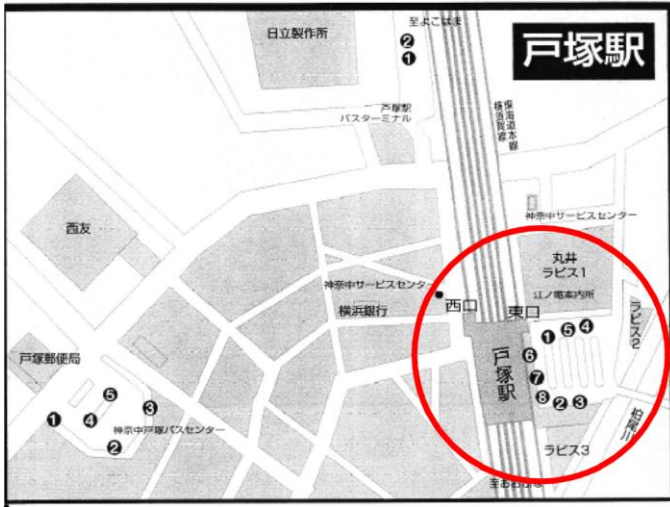 戸塚駅
至よこはま
日立製作所
❷
❶
戸塚駅
バスターミナル
東海道本線
横須賀線
西友
神奈中サービスセンター
丸井
ラピス1
江ノ電案内所
ラピス2
神奈中サービスセンター
横浜銀行
西口
東口
❶ ❺ ❹
❻
戸塚駅
❼
❽ ❷ ❸
柏尾川
ラピス3
戸塚郵便局
❺
❶ ❹ ❸
神奈中戸塚バスセンター
❷